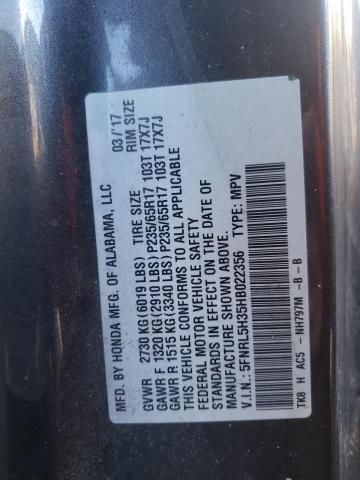 MFG. BY HONDA MFG. OF ALABAMA, LLC 03/'17
TIRE SIZE RIM SIZE
GVWR 2730 KG (6019 LBS)
GAWR F 1320 KG (2910 LBS) P235/65R17 103T 17X7J
GAWR R 1515 KG (3340 LBS) P235/65R17 103T 17X7J
THIS VEHICLE CONFORMS TO ALL APPLICABLE
FEDERAL MOTOR VEHICLE SAFETY
STANDARDS IN EFFECT ON THE DATE OF
MANUFACTURE SHOWN ABOVE.
V.I.N.: 5FNRL5H35HB022356 TYPE: MPV
TK8 H AC5 - NH797M -B - B